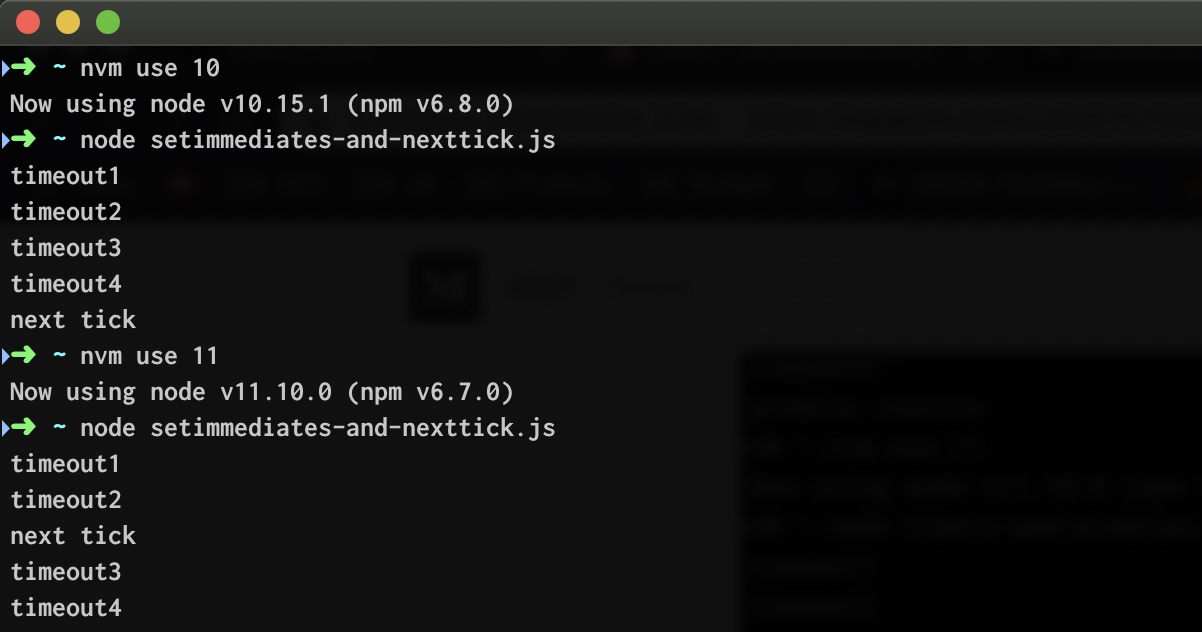 ➜ ~ nvm use 10
Now using node v10.15.1 (npm v6.8.0)
➜ ~ node setimmediates-and-nexttick.js
timeout1
timeout2
timeout3
timeout4
next tick
➜ ~ nvm use 11
Now using node v11.10.0 (npm v6.7.0)
➜ ~ node setimmediates-and-nexttick.js
timeout1
timeout2
next tick
timeout3
timeout4